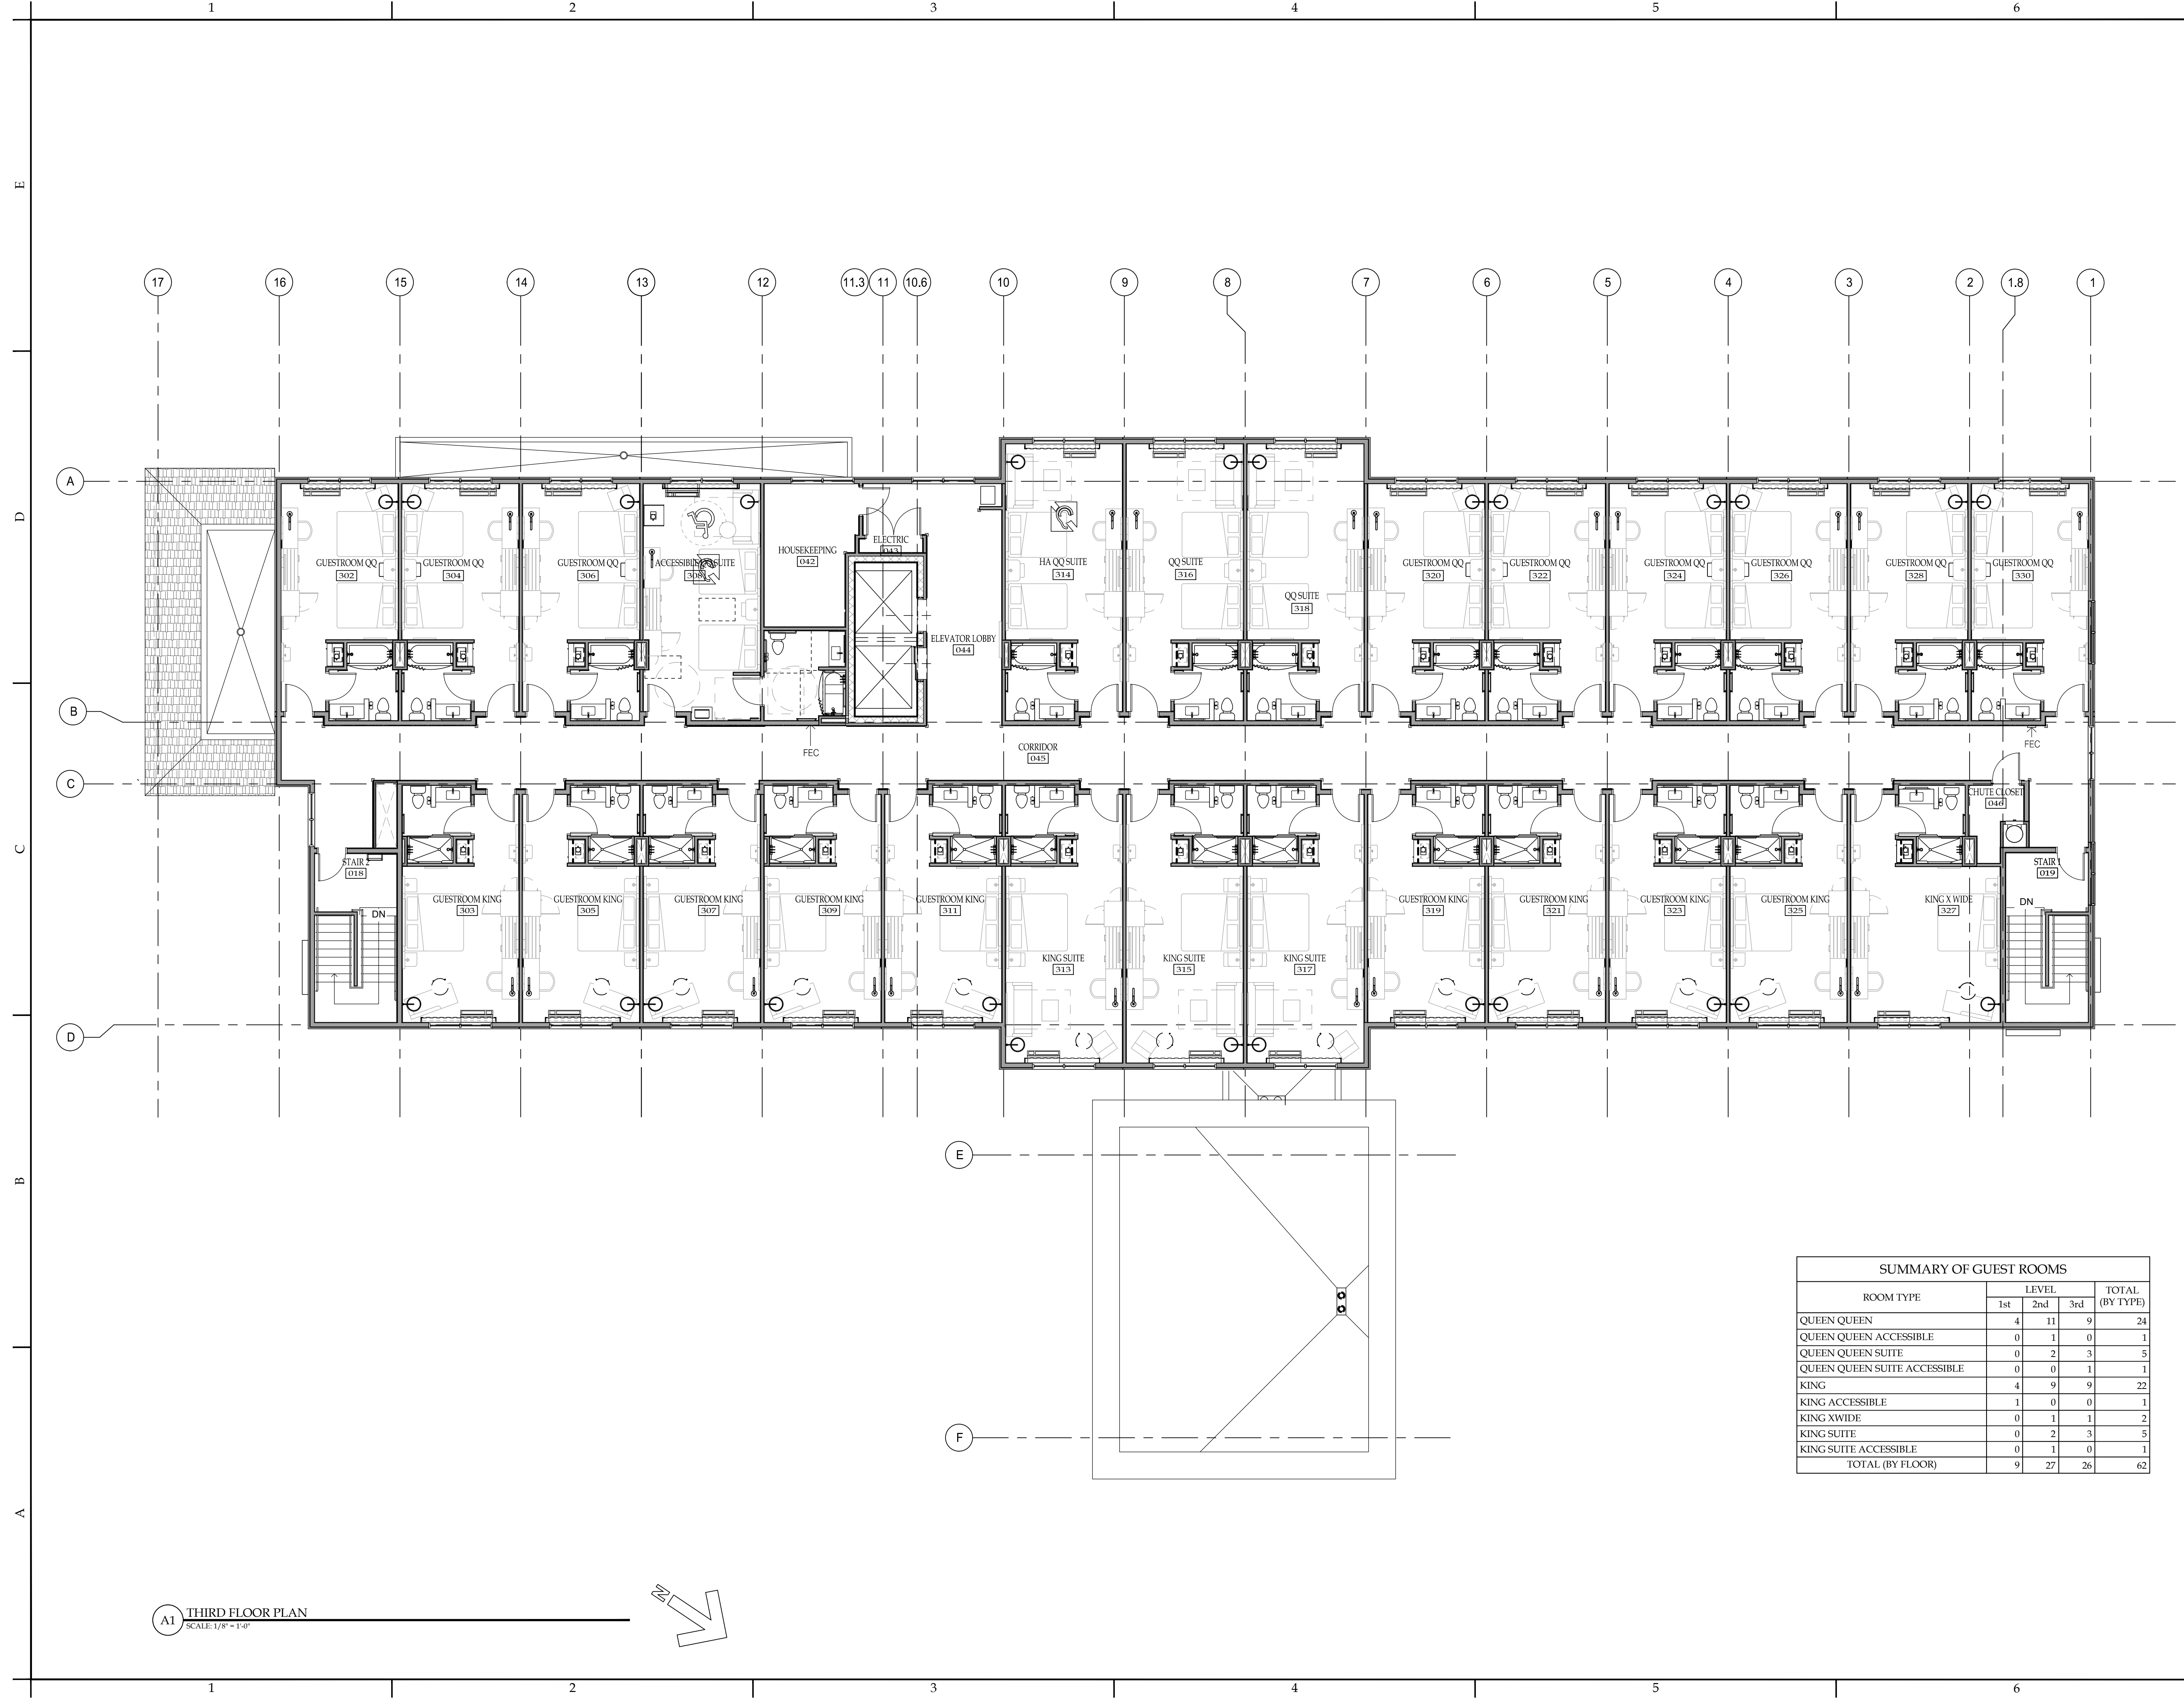 1 2 3 4 5 6
E
D
C
B
A
17 16 15 14 13 12 11.3 11 10.6 10 9 8 7 6 5 4 3 2 1.8 1
A
B
C
D
E
F
GUESTROOM QQ
302
GUESTROOM QQ
304
GUESTROOM QQ
306
308
HOUSEKEEPING
042
ELECTRIC
043
ELEVATOR LOBBY
044
HA QQ SUITE
314
QQ SUITE
316
QQ SUITE
318
GUESTROOM QQ
320
GUESTROOM QQ
322
GUESTROOM QQ
324
GUESTROOM QQ
326
GUESTROOM QQ
328
GUESTROOM QQ
330
FEC
CORRIDOR
045
FEC
CHUTE CLOSET
046
STAIR 2
018
DN
GUESTROOM KING
303
GUESTROOM KING
305
GUESTROOM KING
307
GUESTROOM KING
309
GUESTROOM KING
311
KING SUITE
313
KING SUITE
315
KING SUITE
317
GUESTROOM KING
319
GUESTROOM KING
321
GUESTROOM KING
323
GUESTROOM KING
325
KING X WIDE
327
STAIR 1
019
DN
SUMMARY OF GUEST ROOMS
ROOM TYPE LEVEL TOTAL
1st 2nd 3rd (BY TYPE)
QUEEN QUEEN 4 11 9 24
QUEEN QUEEN ACCESSIBLE 0 1 0 1
QUEEN QUEEN SUITE 0 2 3 5
QUEEN QUEEN SUITE ACCESSIBLE 0 0 1 1
KING 4 9 9 22
KING ACCESSIBLE 1 0 0 1
KING XWIDE 0 1 1 2
KING SUITE 0 2 3 5
KING SUITE ACCESSIBLE 0 1 0 1
TOTAL (BY FLOOR) 9 27 26 62
A1 THIRD FLOOR PLAN
SCALE: 1/8" = 1'-0"
N
1 2 3 4 5 6